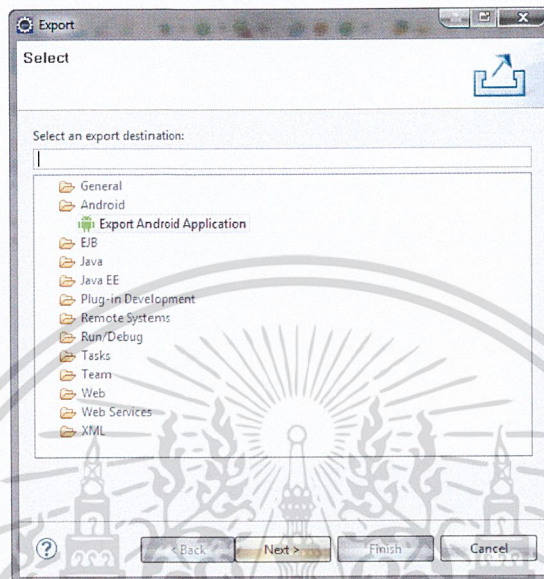 Export
Select
Select an export destination:
General
Android
Export Android Application
EJB
Java
Java EE
Plug-in Development
Remote Systems
Run/Debug
Tasks
Team
Web
Web Services
XML
?
< Back
Next >
Finish
Cancel